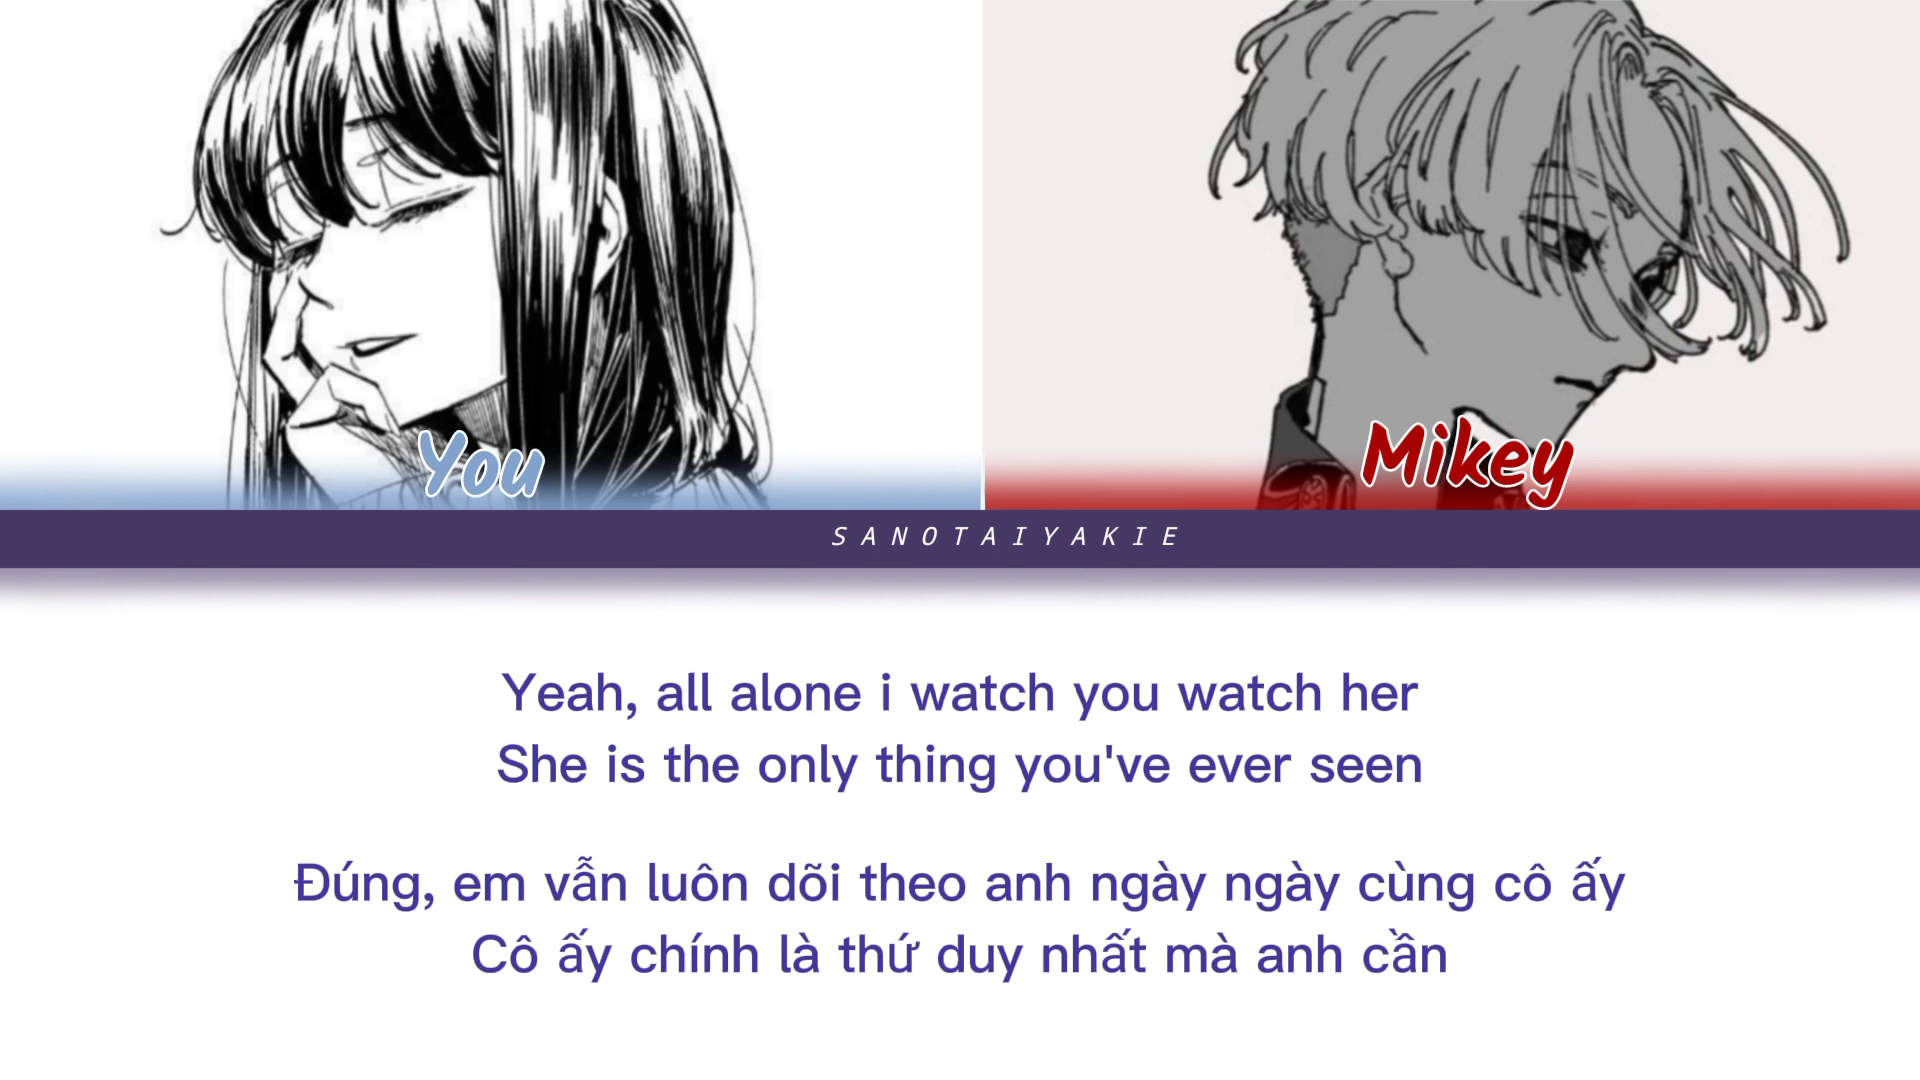 You
Mikey
SANOTAIYAKIE
Yeah, all alone i watch you watch her
She is the only thing you've ever seen
Đúng, em vẫn luôn dõi theo anh ngày ngày cùng cô ấy
Cô ấy chính là thứ duy nhất mà anh cần